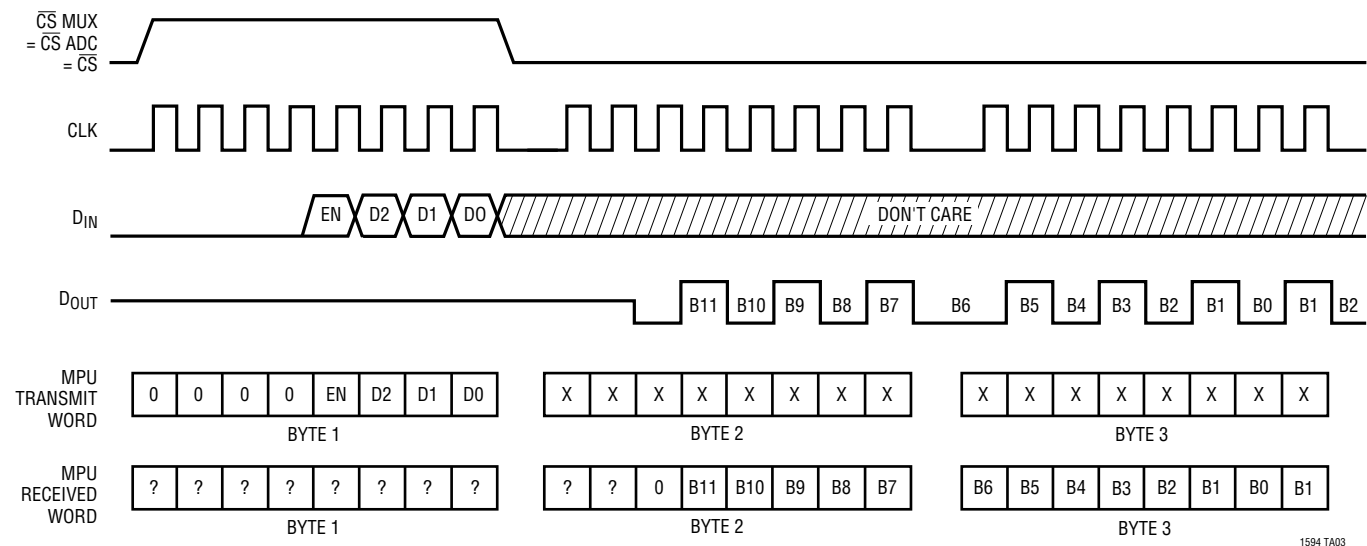 CS MUX
= CS ADC
= CS
CLK
EN D2 D1 DO DON'T CARE
DIN
DOUT
B11 B10 B9 B8 B7 B6 B5 B4 B3 B2 B1 B0 B1 B2
MPU
TRANSMIT
WORD
0 0 0 0 EN D2 D1 D0 X X X X X X X X X X X X X X X X
BYTE 1 BYTE 2 BYTE 3
MPU
RECEIVED
WORD
? ? ? ? ? ? ? ? ? ? 0 B11 B10 B9 B8 B7 B6 B5 B4 B3 B2 B1 B0 B1
BYTE 1 BYTE 2 BYTE 3
1594 TA03